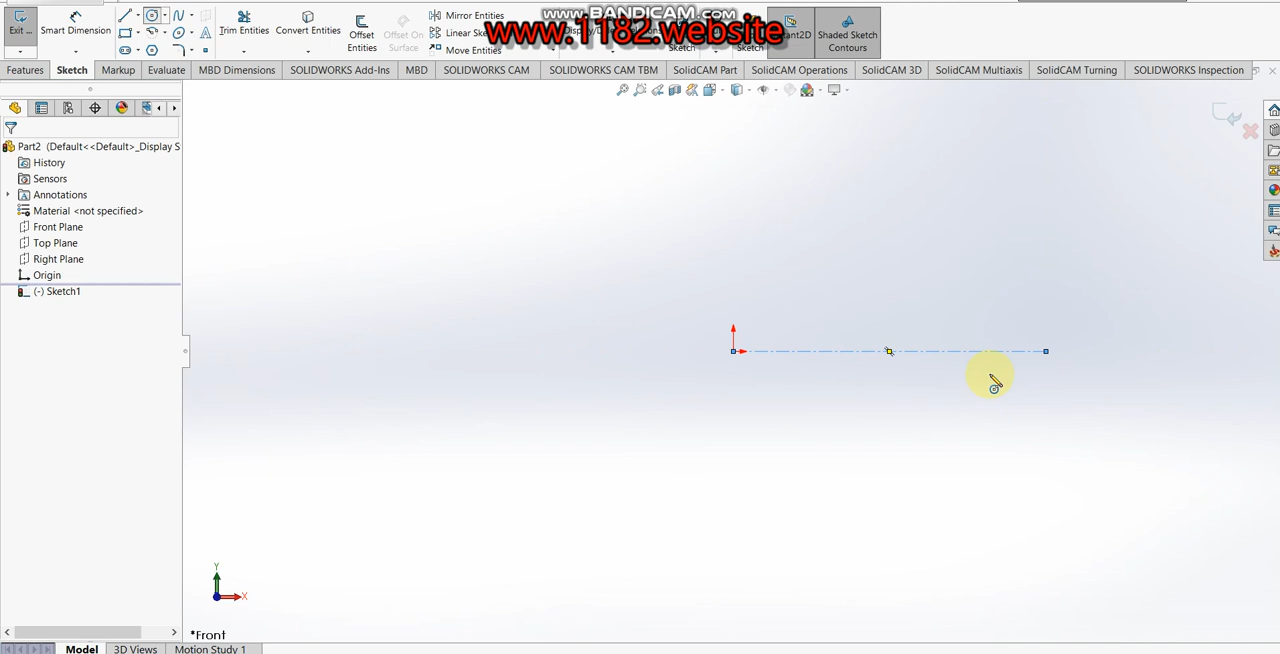 www.BANDICAM.com
www.1182.website
Exit ...
Smart Dimension
Trim Entities
Convert Entities
Offset Entities
Offset On Surface
Mirror Entities
Linear Ske
Move Entities
Sketch
Sketch
tant2D
Shaded Sketch Contours
Features
Sketch
Markup
Evaluate
MBD Dimensions
SOLIDWORKS Add-Ins
MBD
SOLIDWORKS CAM
SOLIDWORKS CAM TBM
SolidCAM Part
SolidCAM Operations
SolidCAM 3D
SolidCAM Multiaxis
SolidCAM Turning
SOLIDWORKS Inspection
Part2 (Default<<Default>_Display S
History
Sensors
Annotations
Material <not specified>
Front Plane
Top Plane
Right Plane
Origin
(-) Sketch1
Y
X
*Front
Model
3D Views
Motion Study 1